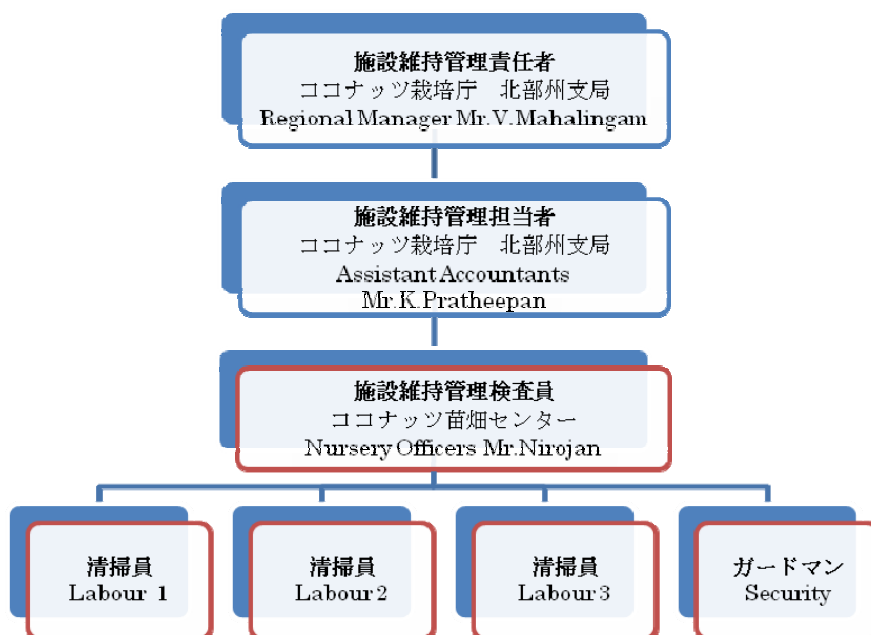 施設維持管理責任者
ココナッツ栽培庁　北部州支局
Regional Manager Mr.V.Mahalingam
施設維持管理担当者
ココナッツ栽培庁　北部州支局
Assistant Accountants
Mr.K.Pratheepan
施設維持管理検査員
ココナッツ苗畑センター
Nursery Officers Mr.Nirojan
清掃員
Labour 1
清掃員
Labour 2
清掃員
Labour 3
ガードマン
Security